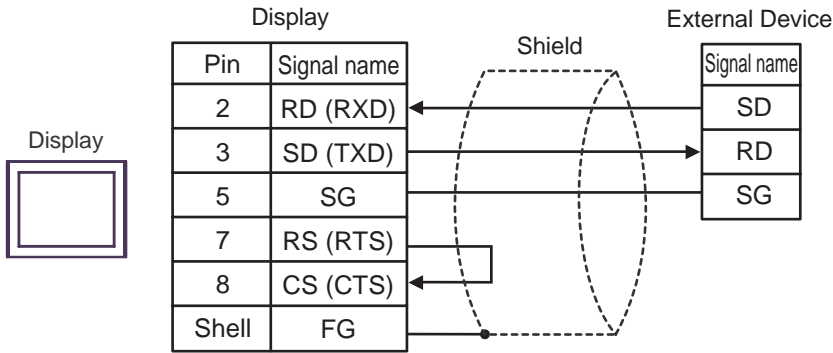 Display
External Device
Shield
Pin Signal name
Signal name
2 RD (RXD)
SD
Display
3 SD (TXD)
RD
5 SG
SG
7 RS (RTS)
8 CS (CTS)
Shell FG